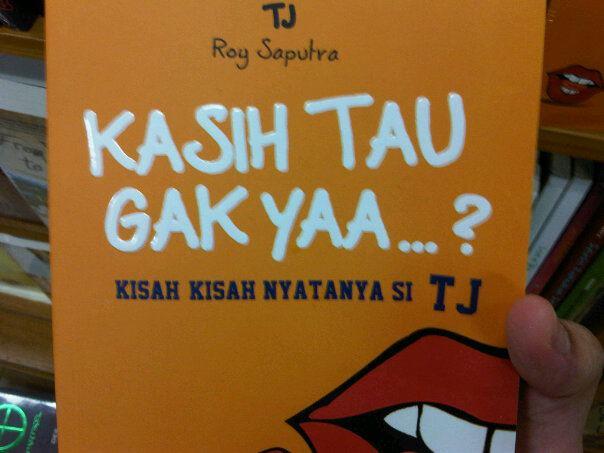 TJ
Roy Saputra
KASIH TAU
GAK YAA...?
KISAH KISAH NYATANYA SI TJ